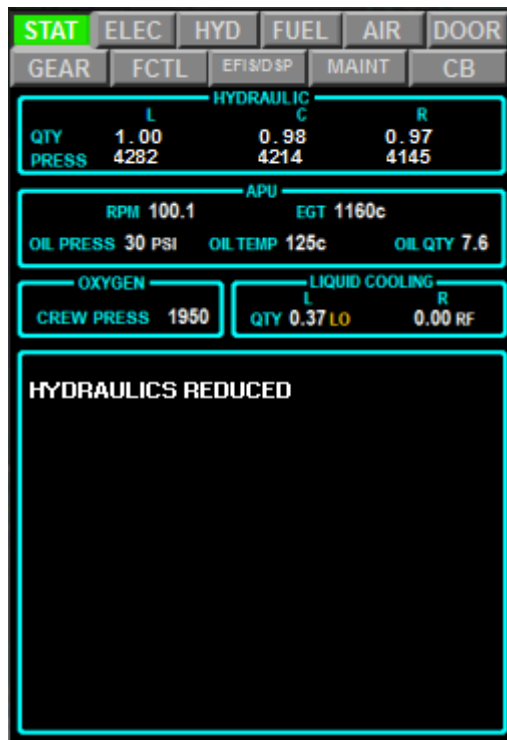 STAT ELEC HYD FUEL AIR DOOR
GEAR FCTL EFIS/DSP MAINT CB
HYDRAULIC
L C R
QTY 1.00 0.98 0.97
PRESS 4282 4214 4145
APU
RPM 100.1 EGT 1160c
OIL PRESS 30 PSI OIL TEMP 125c OIL QTY 7.6
OXYGEN LIQUID COOLING
L R
CREW PRESS 1950 QTY 0.37 LO 0.00 RF
HYDRAULICS REDUCED